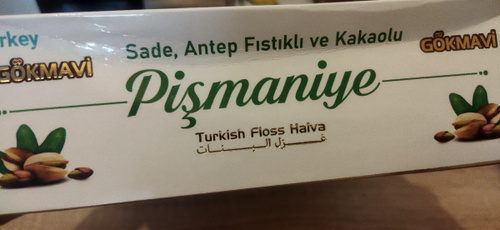 rkey
Sade, Antep Fıstıklı ve Kakaolu
GÖKMAVİ
GÖKMAVİ
Pişmaniye
Turkish Floss Halva
غزل البنات